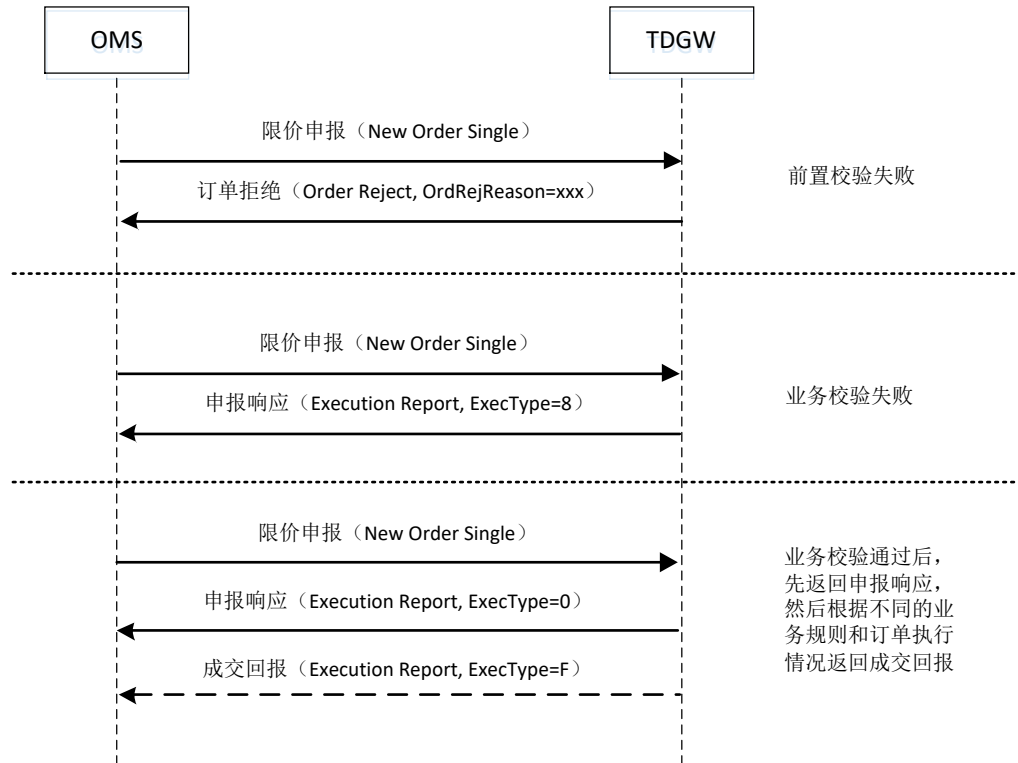 OMS
TDGW
限价申报（New Order Single）
订单拒绝（Order Reject, OrdRejReason=xxx）
前置校验失败
限价申报（New Order Single）
申报响应（Execution Report, ExecType=8）
业务校验失败
限价申报（New Order Single）
申报响应（Execution Report, ExecType=0）
成交回报（Execution Report, ExecType=F）
业务校验通过后，
先返回申报响应，
然后根据不同的业
务规则和订单执行
情况返回成交回报